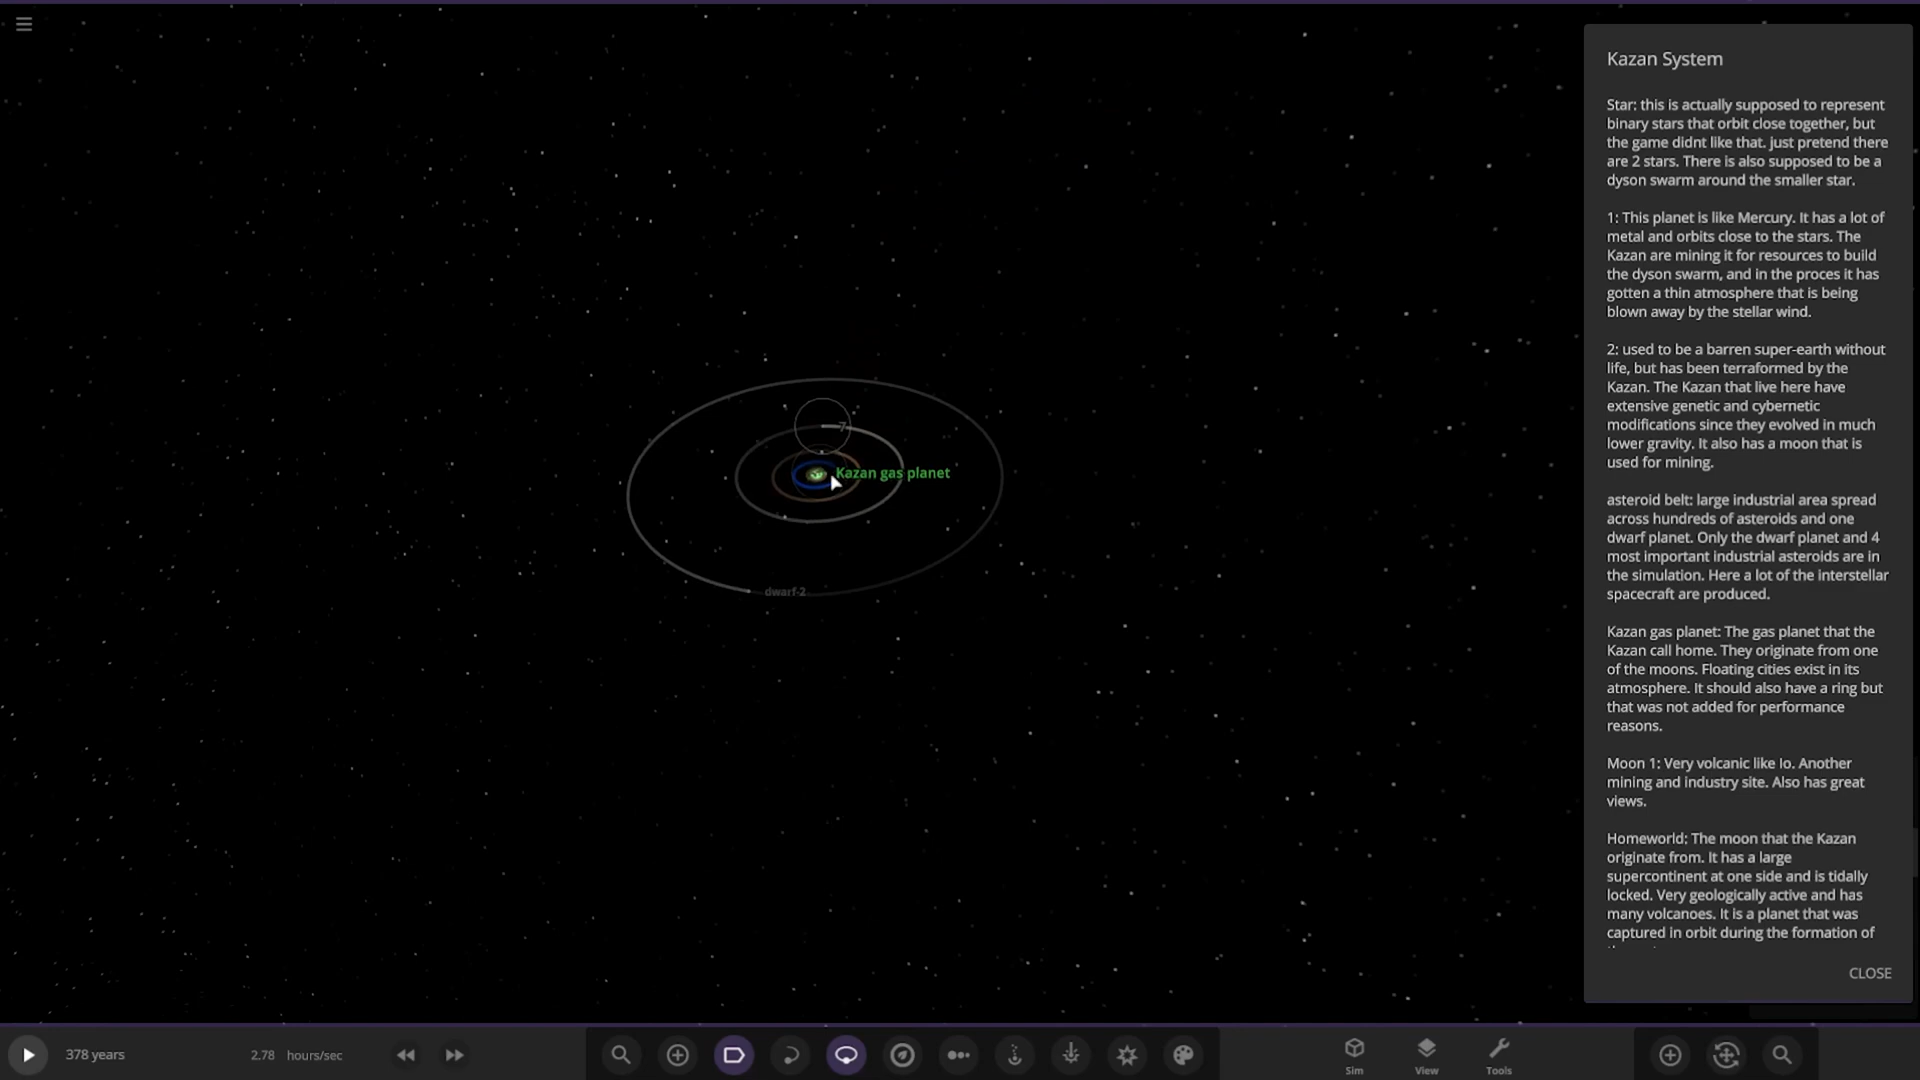 Kazan System
Star: this is actually supposed to represent
binary stars that orbit close together, but
the game didnt like that. just pretend there
are 2 stars. There is also supposed to be a
dyson swarm around the smaller star.
1: This planet is like Mercury. It has a lot of
metal and orbits close to the stars. The
Kazan are mining it for resources to build
the dyson swarm, and in the proces it has
gotten a thin atmosphere that is being
blown away by the stellar wind.
2: used to be a barren super-earth without
life, but has been terraformed by the
Kazan. The Kazan that live here have
extensive genetic and cybernetic
modifications since they evolved in much
lower gravity. It also has a moon that is
used for mining.
asteroid belt: large industrial area spread
across hundreds of asteroids and one
dwarf planet. Only the dwarf planet and 4
most important industrial asteroids are in
the simulation. Here a lot of the interstellar
spacecraft are produced.
Kazan gas planet: The gas planet that the
Kazan call home. They originate from one
of the moons. Floating cities exist in its
atmosphere. It should also have a ring but
that was not added for performance
reasons.
Moon 1: Very volcanic like Io. Another
mining and industry site. Also has great
views.
Homeworld: The moon that the Kazan
originate from. It has a large
supercontinent at one side and is tidally
locked. Very geologically active and has
many volcanoes. It is a planet that was
captured in orbit during the formation of
CLOSE
7
Kazan gas planet
dwarf-2
378 years
2.78 hours/sec
Sim
View
Tools